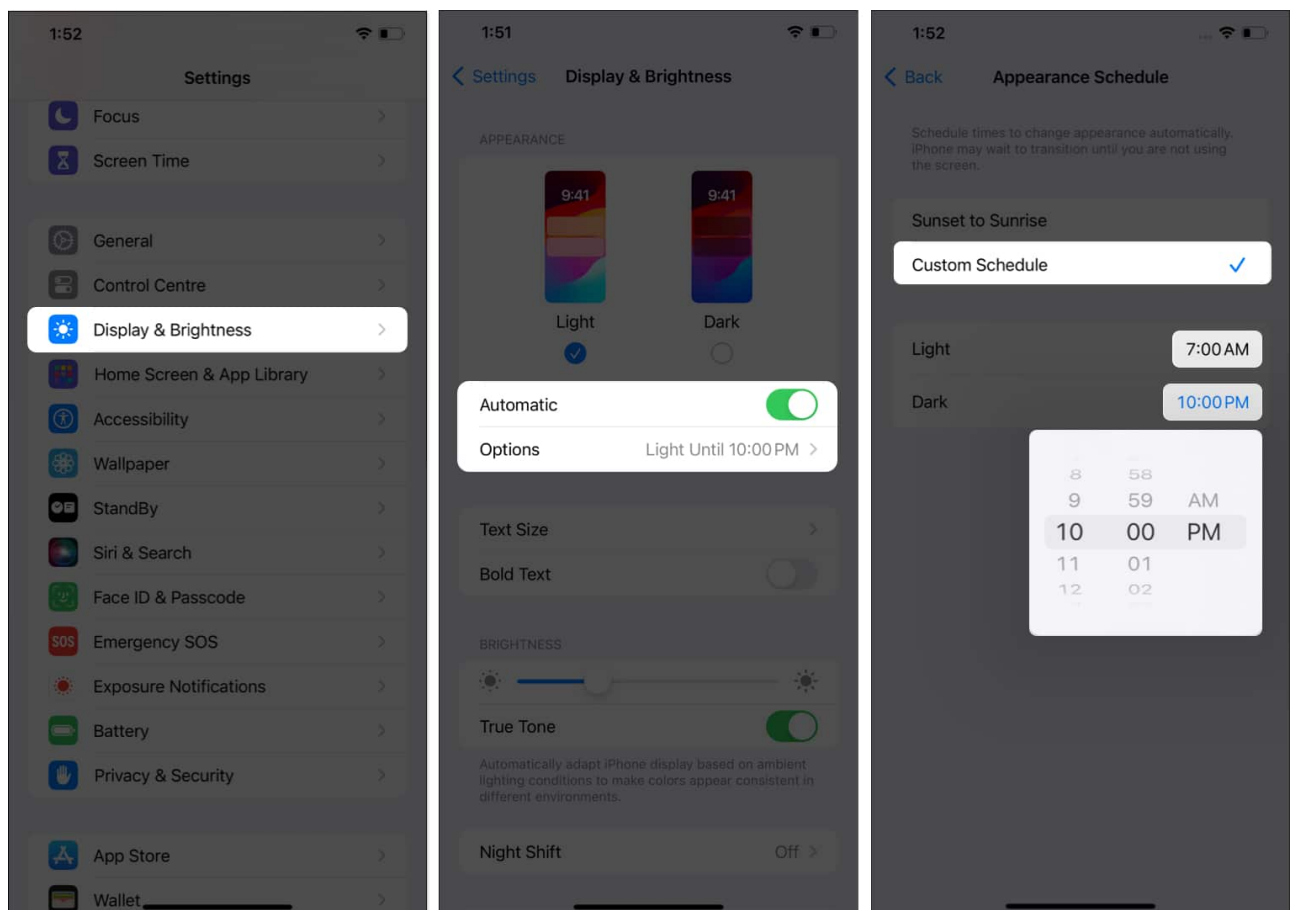 1:52
Settings
Focus
Screen Time
General
Control Centre
Display & Brightness
Home Screen & App Library
Accessibility
Wallpaper
StandBy
Siri & Search
Face ID & Passcode
SOS
Emergency SOS
Exposure Notifications
Battery
Privacy & Security
App Store
Wallet
1:51
Settings
Display & Brightness
APPEARANCE
9:41
9:41
Light
Dark
Automatic
Options
Light Until 10:00 PM
Text Size
Bold Text
BRIGHTNESS
True Tone
Automatically adapt iPhone display based on ambient
lighting conditions to make colors appear consistent in
different environments.
Night Shift
Off
1:52
Back
Appearance Schedule
Schedule times to change appearance automatically.
iPhone may wait to transition until you are not using
the screen.
Sunset to Sunrise
Custom Schedule
Light
7:00 AM
Dark
10:00 PM
8 58
9 59 AM
10 00 PM
11 01
12 02